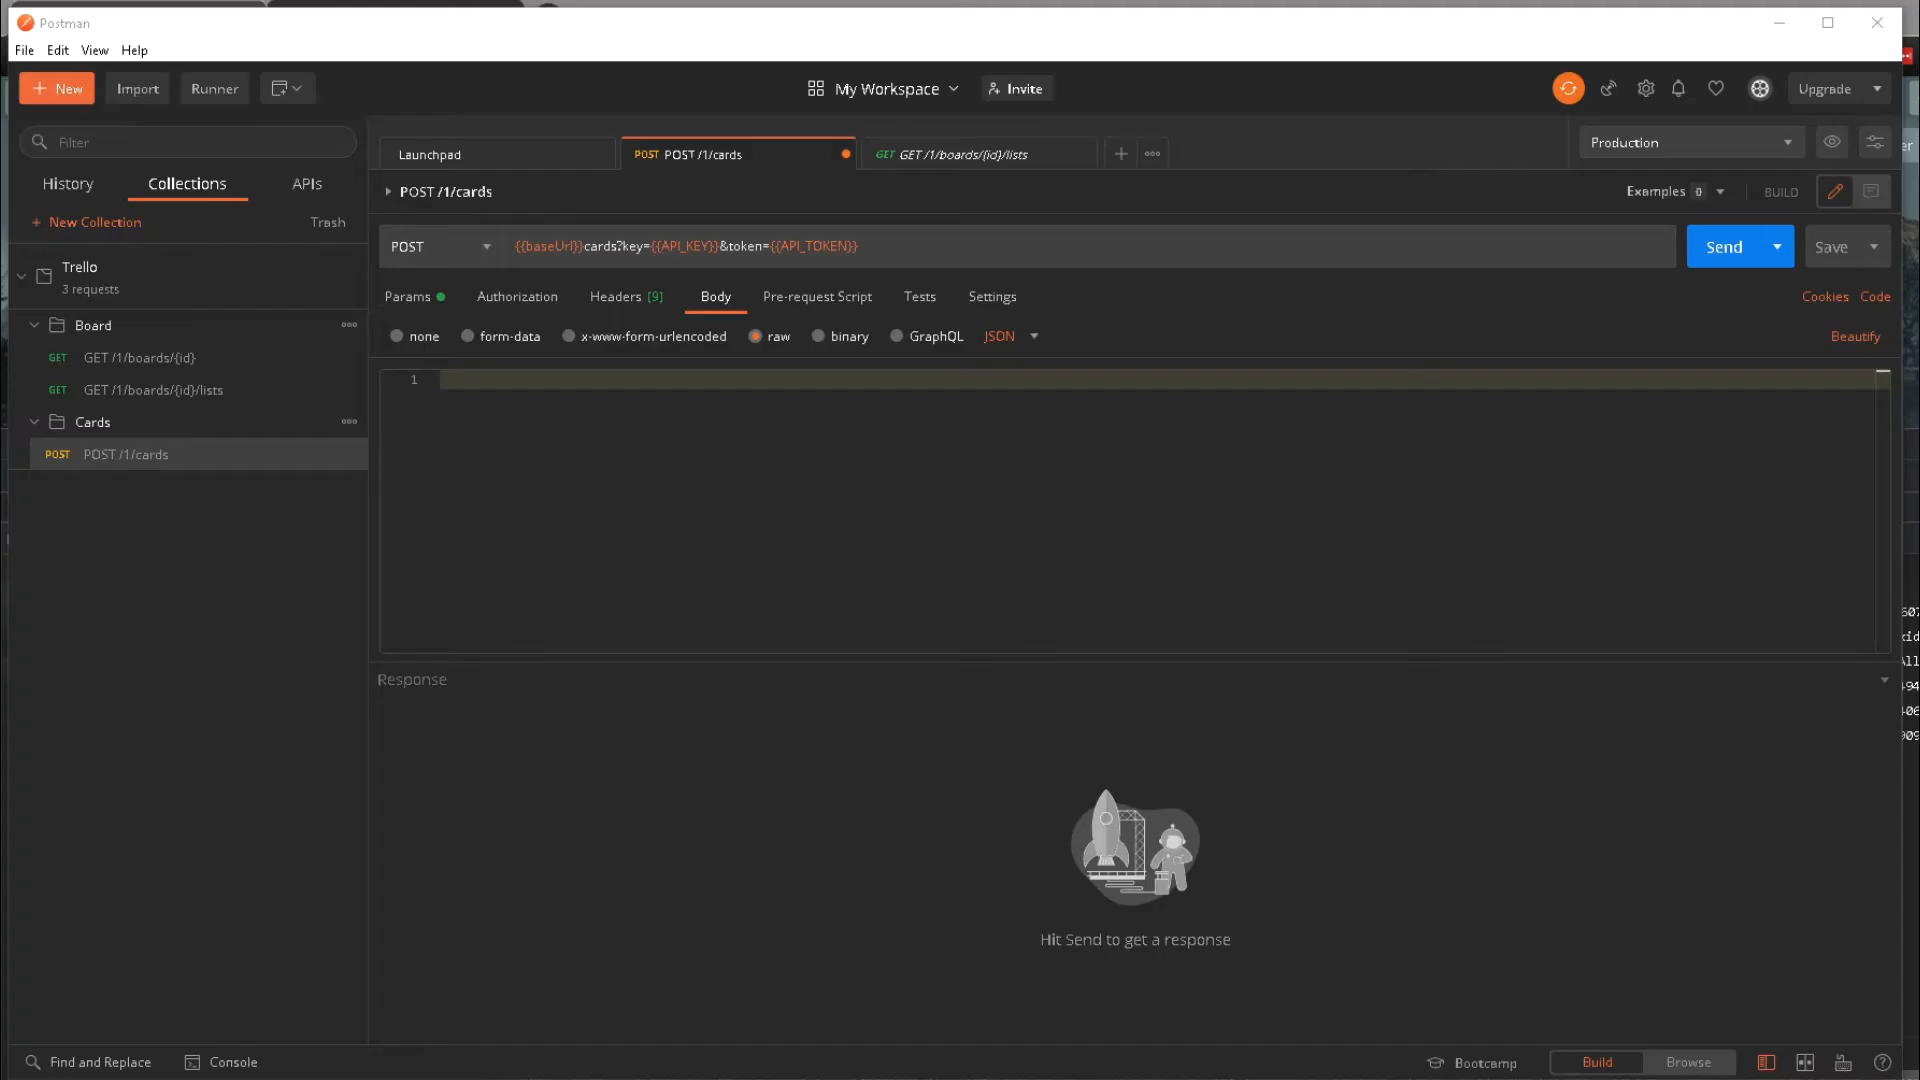 Postman
File Edit View Help
+ New Import Runner My Workspace Invite Upgrade
Filter
Launchpad POST POST /1/cards GET GET /1/boards/{id}/lists + ooo Production
History Collections APIs
POST /1/cards Examples 0 BUILD
+ New Collection Trash
POST {{baseUrl}}cards?key={{API_KEY}}&token={{API_TOKEN}} Send Save
Trello
3 requests
Params Authorization Headers (9) Body Pre-request Script Tests Settings Cookies Code
Board
none form-data x-www-form-urlencoded raw binary GraphQL JSON Beautify
GET GET /1/boards/{id}
1
GET GET /1/boards/{id}/lists
Cards
POST POST /1/cards
Response
Hit Send to get a response
Find and Replace Console Bootcamp Build Browse